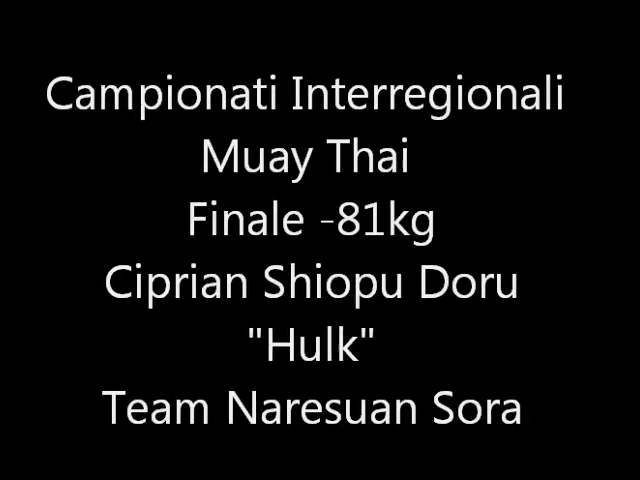 Campionati Interregionali
Muay Thai
Finale -81kg
Ciprian Shiopu Doru
"Hulk"
Team Naresuan Sora